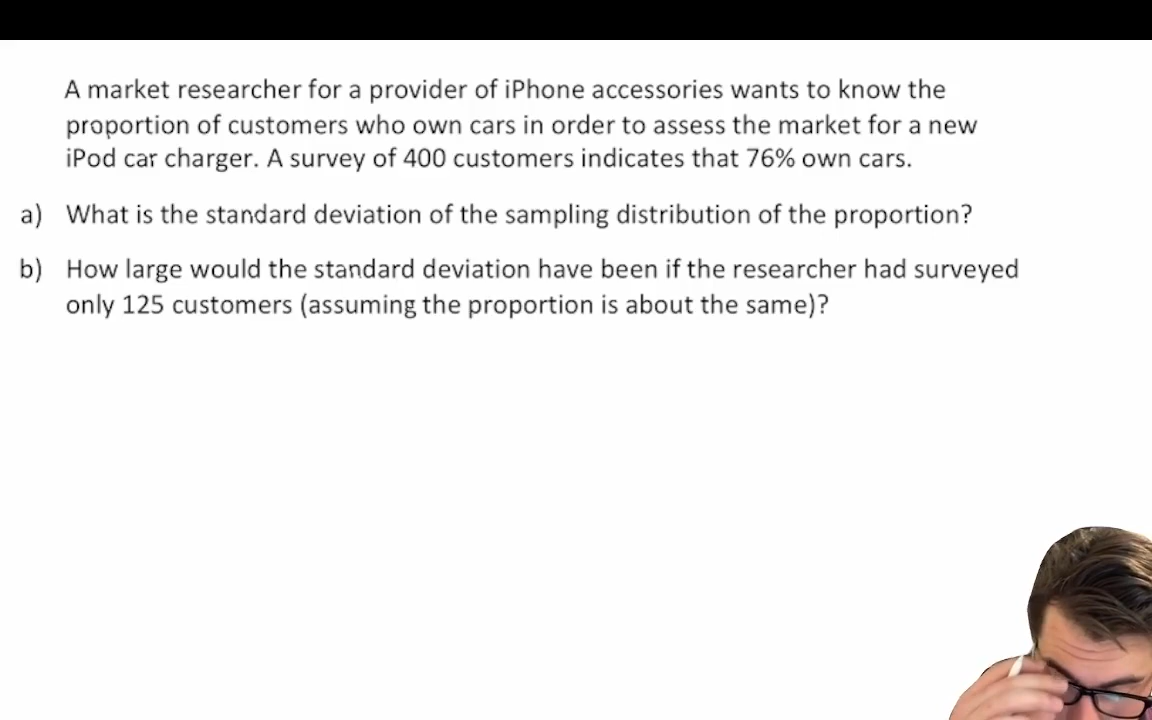 A market researcher for a provider of iPhone accessories wants to know the
proportion of customers who own cars in order to assess the market for a new
iPod car charger. A survey of 400 customers indicates that 76% own cars.
a) What is the standard deviation of the sampling distribution of the proportion?
b) How large would the standard deviation have been if the researcher had surveyed
only 125 customers (assuming the proportion is about the same)?